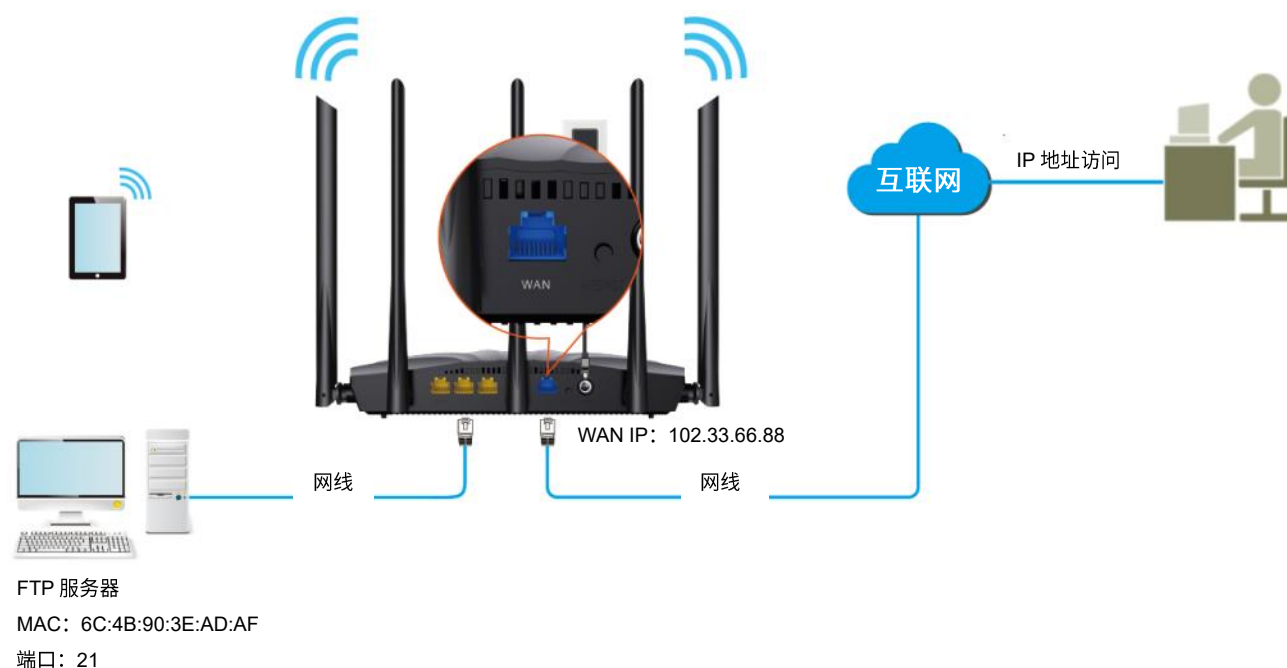 互联网
IP 地址访问
WAN
WAN IP：102.33.66.88
网线
网线
FTP 服务器
MAC：6C:4B:90:3E:AD:AF
端口：21